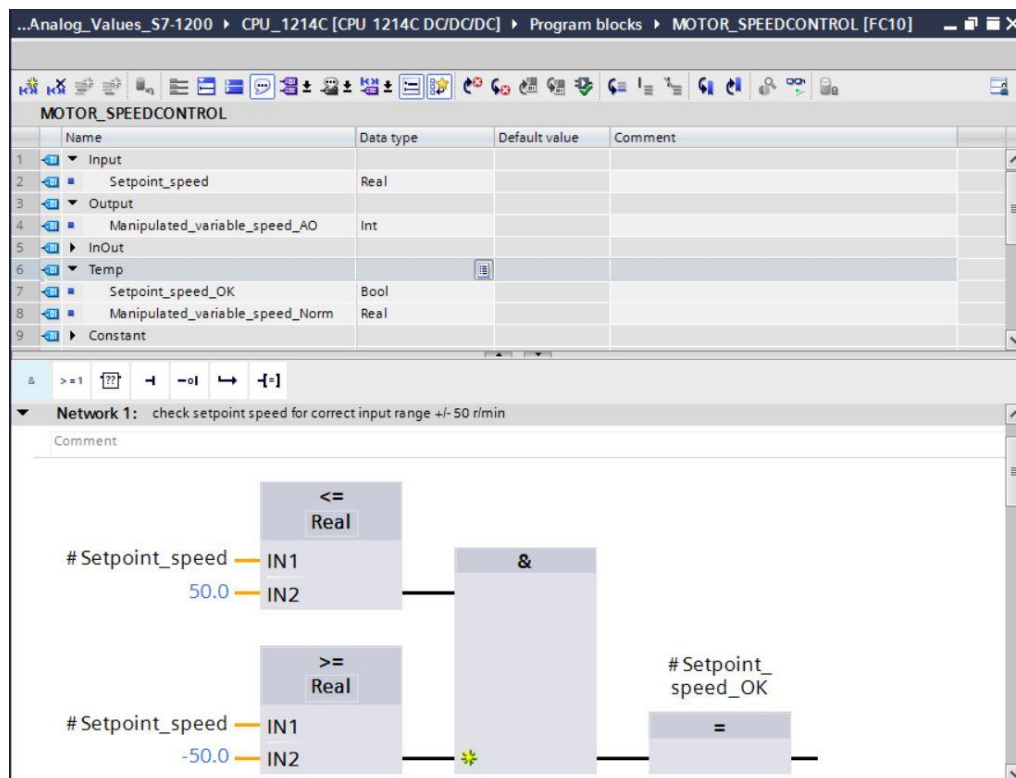 ...Analog_Values_S7-1200 ▸ CPU_1214C [CPU 1214C DC/DC/DC] ▸ Program blocks ▸ MOTOR_SPEEDCONTROL [FC10]
MOTOR_SPEEDCONTROL
Name Data type Default value Comment
1 Input
2 Setpoint_speed Real
3 Output
4 Manipulated_variable_speed_AO Int
5 InOut
6 Temp
7 Setpoint_speed_OK Bool
8 Manipulated_variable_speed_Norm Real
9 Constant
& >=1 ?? -| -o| -[=]
Network 1: check setpoint speed for correct input range +/- 50 r/min
Comment
<=
Real
#Setpoint_speed IN1
50.0 IN2
&
>=
Real
#Setpoint_speed IN1
-50.0 IN2
#Setpoint_
speed_OK
=